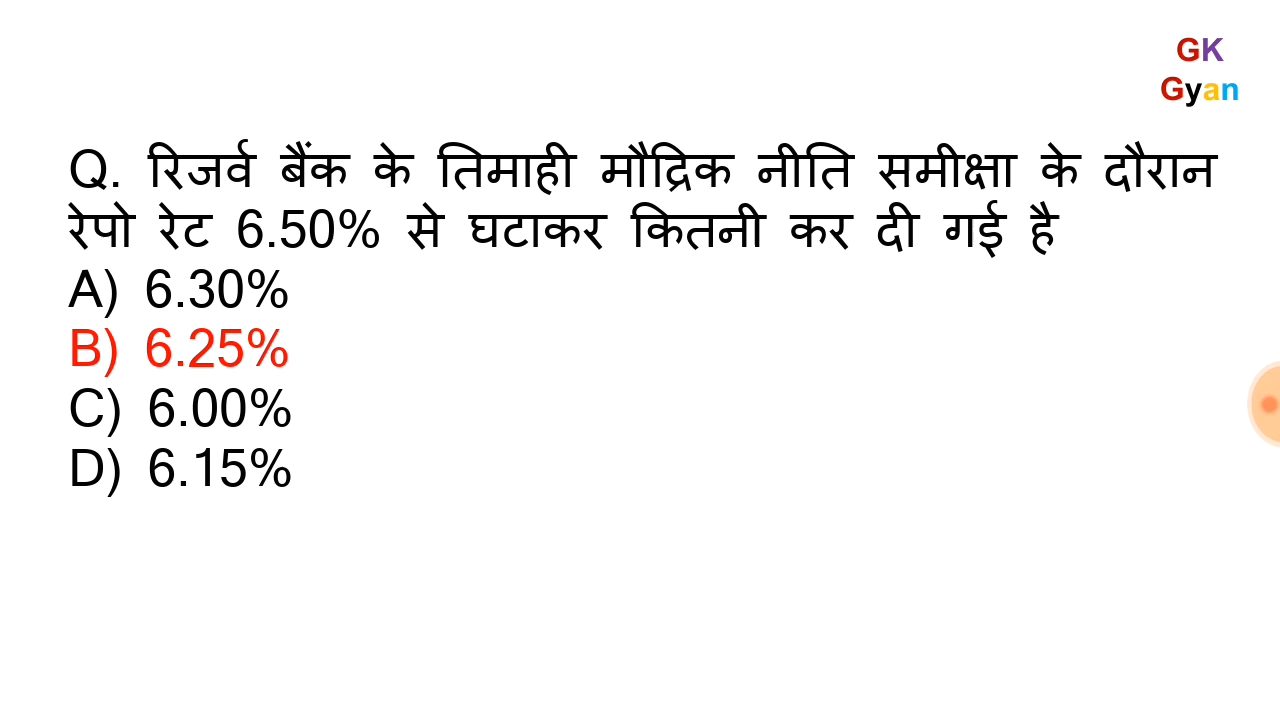 GK
Gyan
Q. रिजर्व बैंक के तिमाही मौद्रिक नीति समीक्षा के दौरान
रेपो रेट 6.50% से घटाकर कितनी कर दी गई है
A) 6.30%
B) 6.25%
C) 6.00%
D) 6.15%